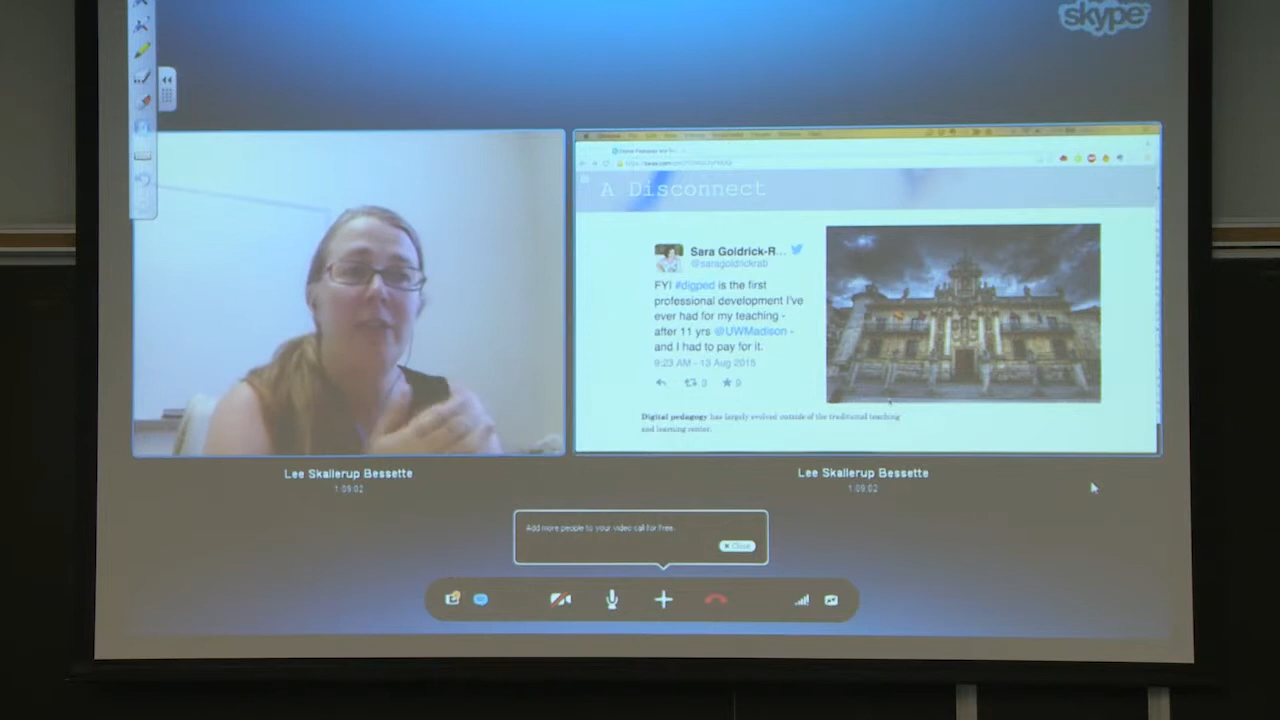 skype
A Disconnect
Sara Goldrick-R...
@saragoldrickrab
FYI #digped is the first
professional development I've
ever had for my teaching -
after 11 yrs @UWMadison -
and I had to pay for it.
9:23 AM - 13 Aug 2015
3 9
Digital pedagogy has largely evolved outside of the traditional teaching
and learning center.
Lee Skallerup Bessette
1:09:02
Lee Skallerup Bessette
1:09:02
Add more people to your video call for free.
Close